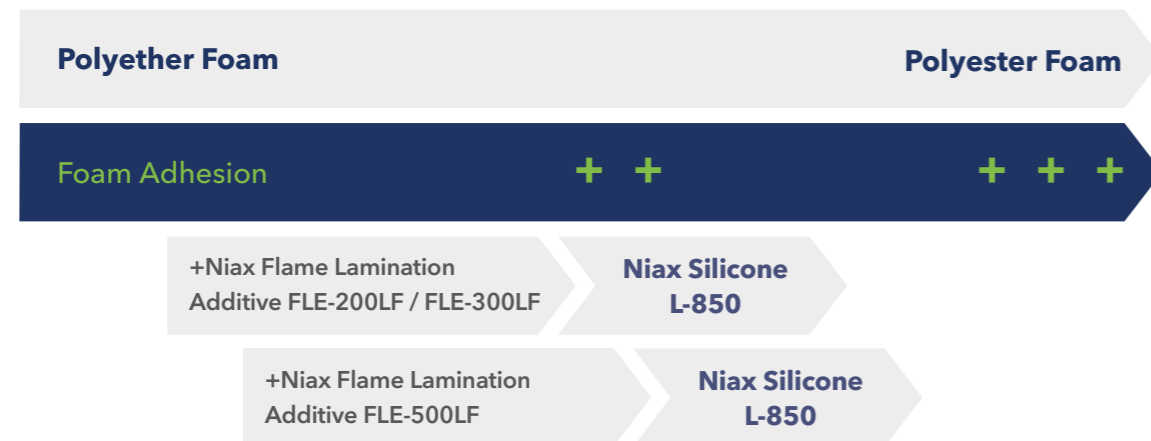 Polyether Foam
Polyester Foam
Foam Adhesion
+ +
+ + +
+Niax Flame Lamination
Additive FLE-200LF / FLE-300LF
Niax Silicone
L-850
+Niax Flame Lamination
Additive FLE-500LF
Niax Silicone
L-850